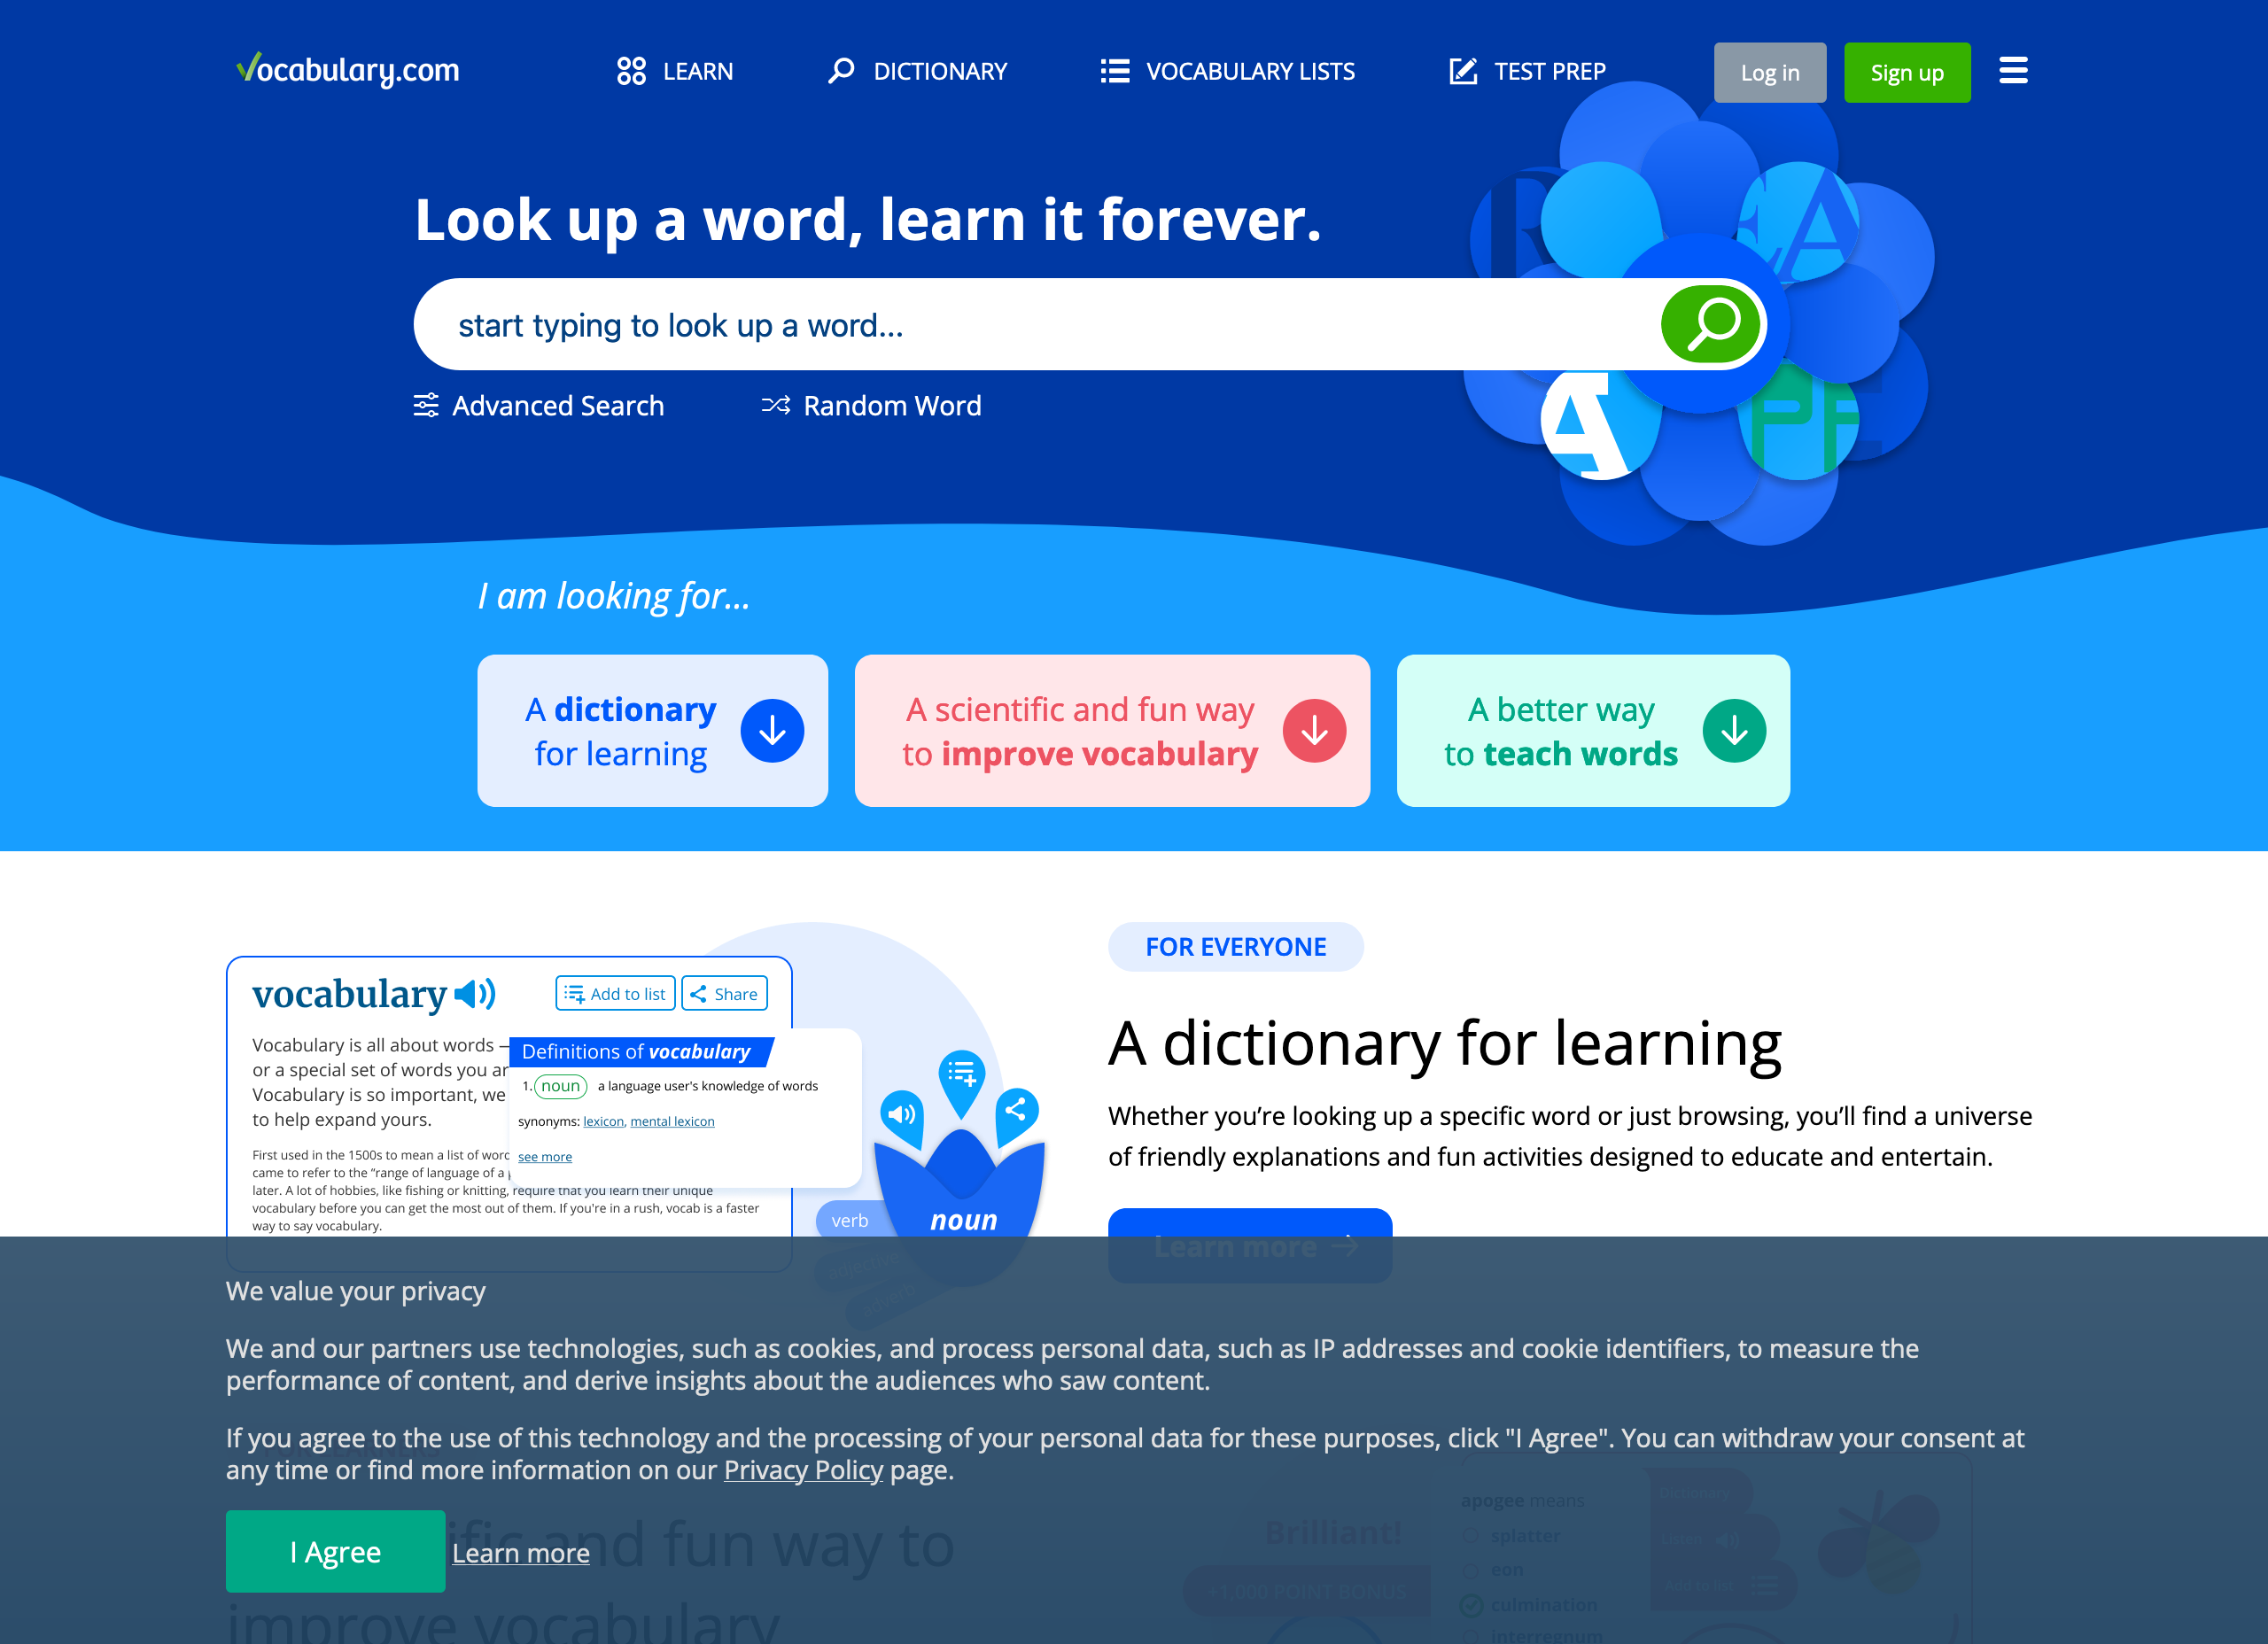 Vocabulary.com
LEARN
DICTIONARY
VOCABULARY LISTS
TEST PREP
Log in
Sign up
Look up a word, learn it forever.
start typing to look up a word...
Advanced Search
Random Word
I am looking for...
A dictionary
for learning
A scientific and fun way
to improve vocabulary
A better way
to teach words
vocabulary
Add to list
Share
Vocabulary is all about words —
or a special set of words you
Vocabulary is so important, we
to help expand yours.
First used in the 1500s to mean a list of
came to refer to the “range of language of a
later. A lot of hobbies, like fishing or knitting, require that you learn their unique
vocabulary before you can get the most out of them. If you're in a rush, vocab is a faster
way to say vocabulary.
Definitions of vocabulary
1. noun a language user's knowledge of words
synonyms: lexicon, mental lexicon
see more
verb
noun
FOR EVERYONE
A dictionary for learning
Whether you’re looking up a specific word or just browsing, you’ll find a universe
of friendly explanations and fun activities designed to educate and entertain.
Learn more
We value your privacy
We and our partners use technologies, such as cookies, and process personal data, such as IP addresses and cookie identifiers, to measure the
performance of content, and derive insights about the audiences who saw content.
If you agree to the use of this technology and the processing of your personal data for these purposes, click "I Agree". You can withdraw your consent at
any time or find more information on our Privacy Policy page.
I Agree
Learn more
and fun way to
improve vocabulary
Brilliant!
+1,000 POINT BONUS
apogee means
splatter
eon
culmination
interregnum
Dictionary
Listen
Add to list